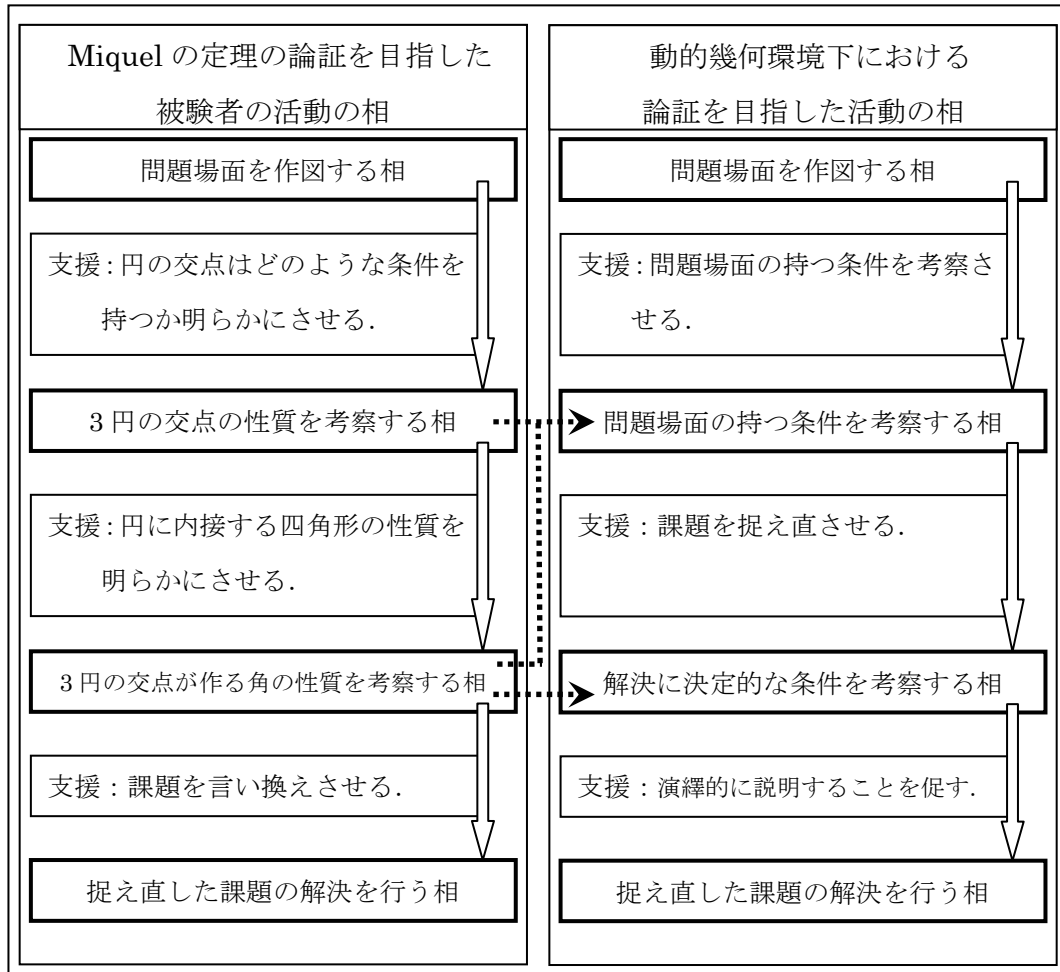 Miquel の定理の論証を目指した
被験者の活動の相
問題場面を作図する相
支援：円の交点はどのような条件を
持つか明らかにさせる．
3 円の交点の性質を考察する相
支援：円に内接する四角形の性質を
明らかにさせる．
3 円の交点が作る角の性質を考察する相
支援：課題を言い換えさせる．
捉え直した課題の解決を行う相
動的幾何環境下における
論証を目指した活動の相
問題場面を作図する相
支援：問題場面の持つ条件を考察さ
せる．
問題場面の持つ条件を考察する相
支援：課題を捉え直させる．
解決に決定的な条件を考察する相
支援：演繹的に説明することを促す．
捉え直した課題の解決を行う相